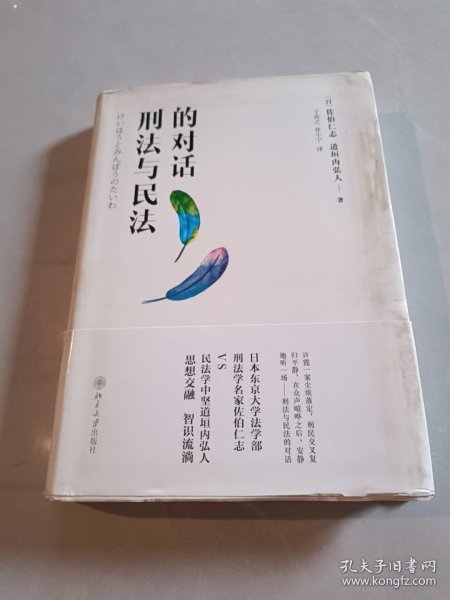 刑法与民法
的对话
けいほうとみんぽうのたいわ
[日] 佐伯仁志 道垣内弘人 — 著
于改之 张小宁 译
许霆一案尘埃落定，刑民交叉复
归平静，在众声喧哗之后，安静
地听一场——刑法与民法的对话
日本东京大学法学部
刑法学名家佐伯仁志
VS
民法学中坚道垣内弘人
思想交融 智识流淌
北京大学出版社
孔夫子旧书网
www.kongfz.com